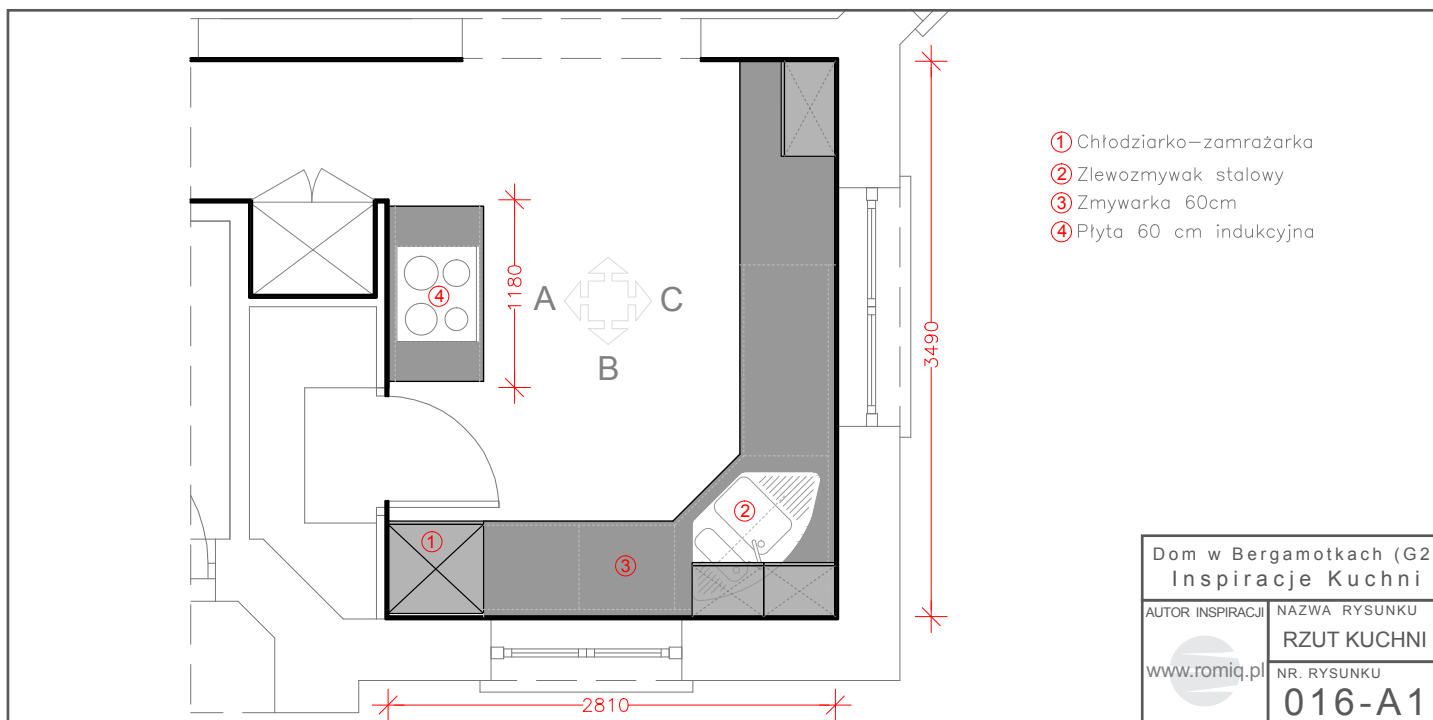 ① Chłodziarko-zamrażarka
② Zlewozmywak stalowy
③ Zmywarka 60cm
④ Płyta 60 cm indukcyjna
4
1180
A
C
B
3490
2
1
3
2810
Dom w Bergamotkach (G2
Inspiracje Kuchni
AUTOR INSPIRACJI
www.romiq.pl
NAZWA RYSUNKU
RZUT KUCHNI
NR. RYSUNKU
016-A1